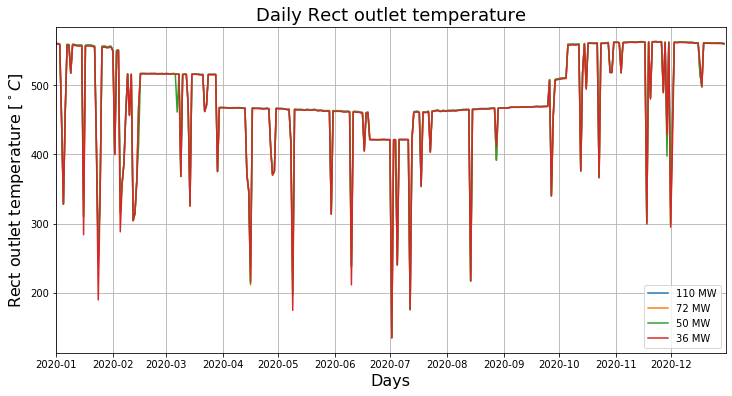 Daily Rect outlet temperature
Rect outlet temperature [°C]
500
400
300
200
2020-01 2020-02 2020-03 2020-04 2020-05 2020-06 2020-07 2020-08 2020-09 2020-10 2020-11 2020-12
Days
110 MW
72 MW
50 MW
36 MW